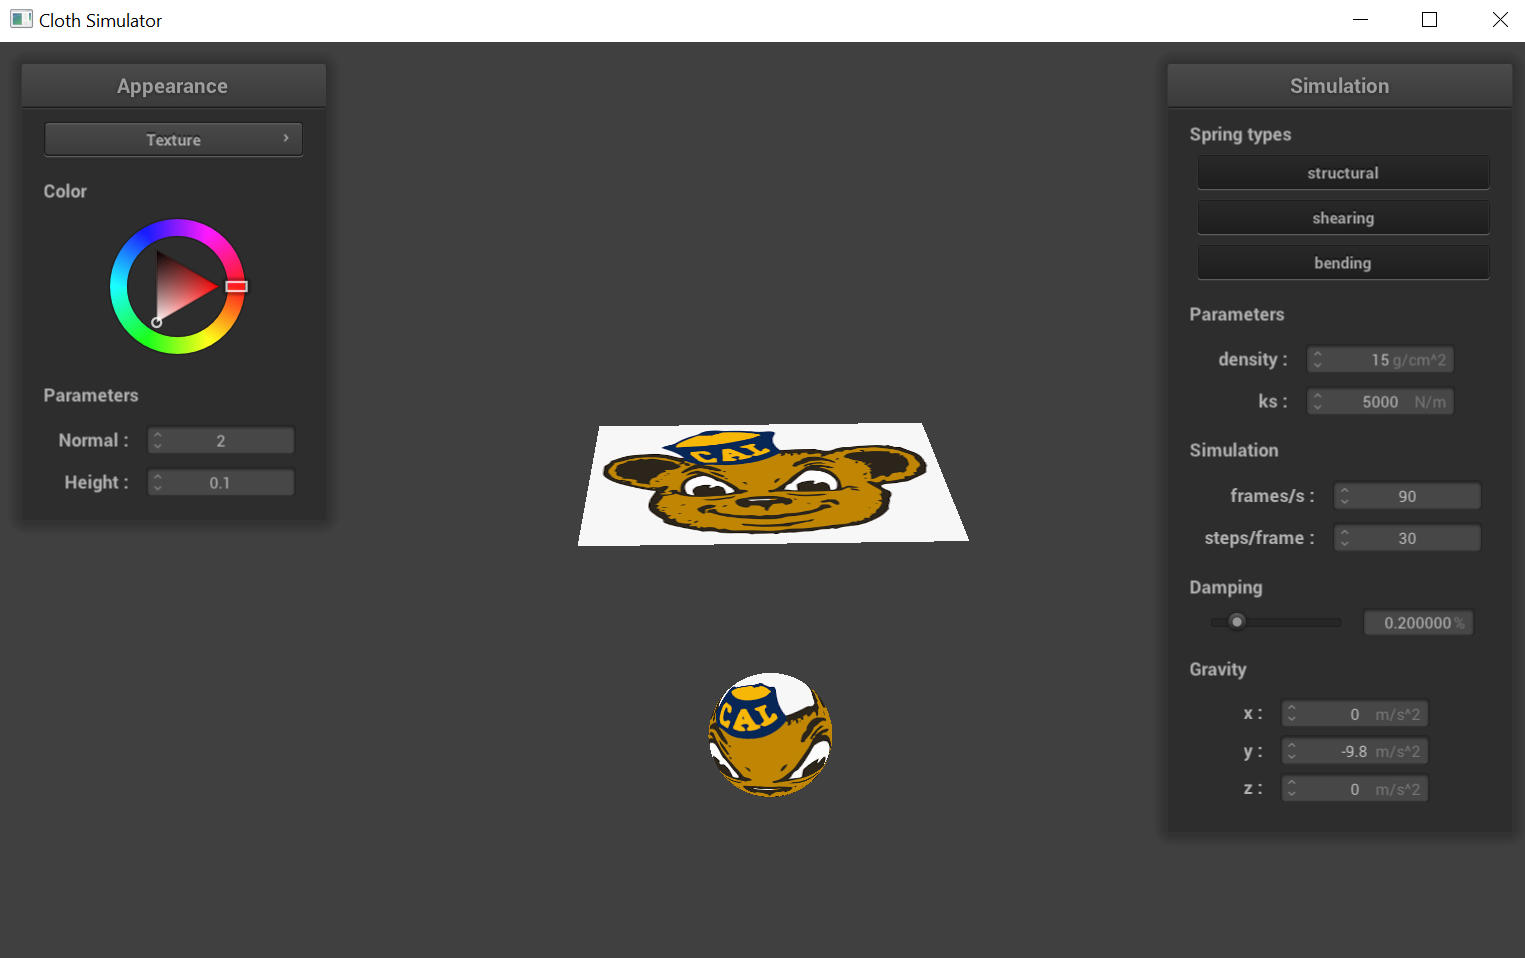 Cloth Simulator
Appearance
Texture
Color
Parameters
Normal : 2
Height : 0.1
CAL
CAL
Simulation
Spring types
structural
shearing
bending
Parameters
density : 15 g/cm^2
ks : 5000 N/m
Simulation
frames/s : 90
steps/frame : 30
Damping
0.200000 %
Gravity
x : 0 m/s^2
y : -9.8 m/s^2
z : 0 m/s^2